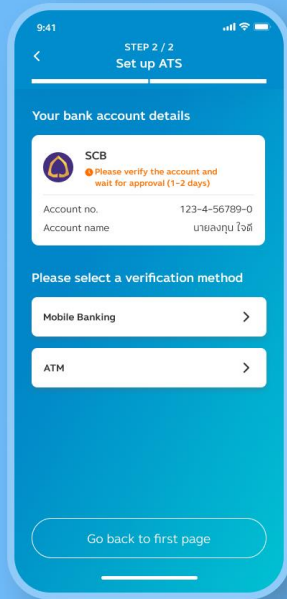 9:41
STEP 2 / 2
Set up ATS
Your bank account details
SCB
Please verify the account and
wait for approval (1-2 days)
Account no. 123-4-56789-0
Account name นายลงทุน ใจดี
Please select a verification method
Mobile Banking
ATM
Go back to first page